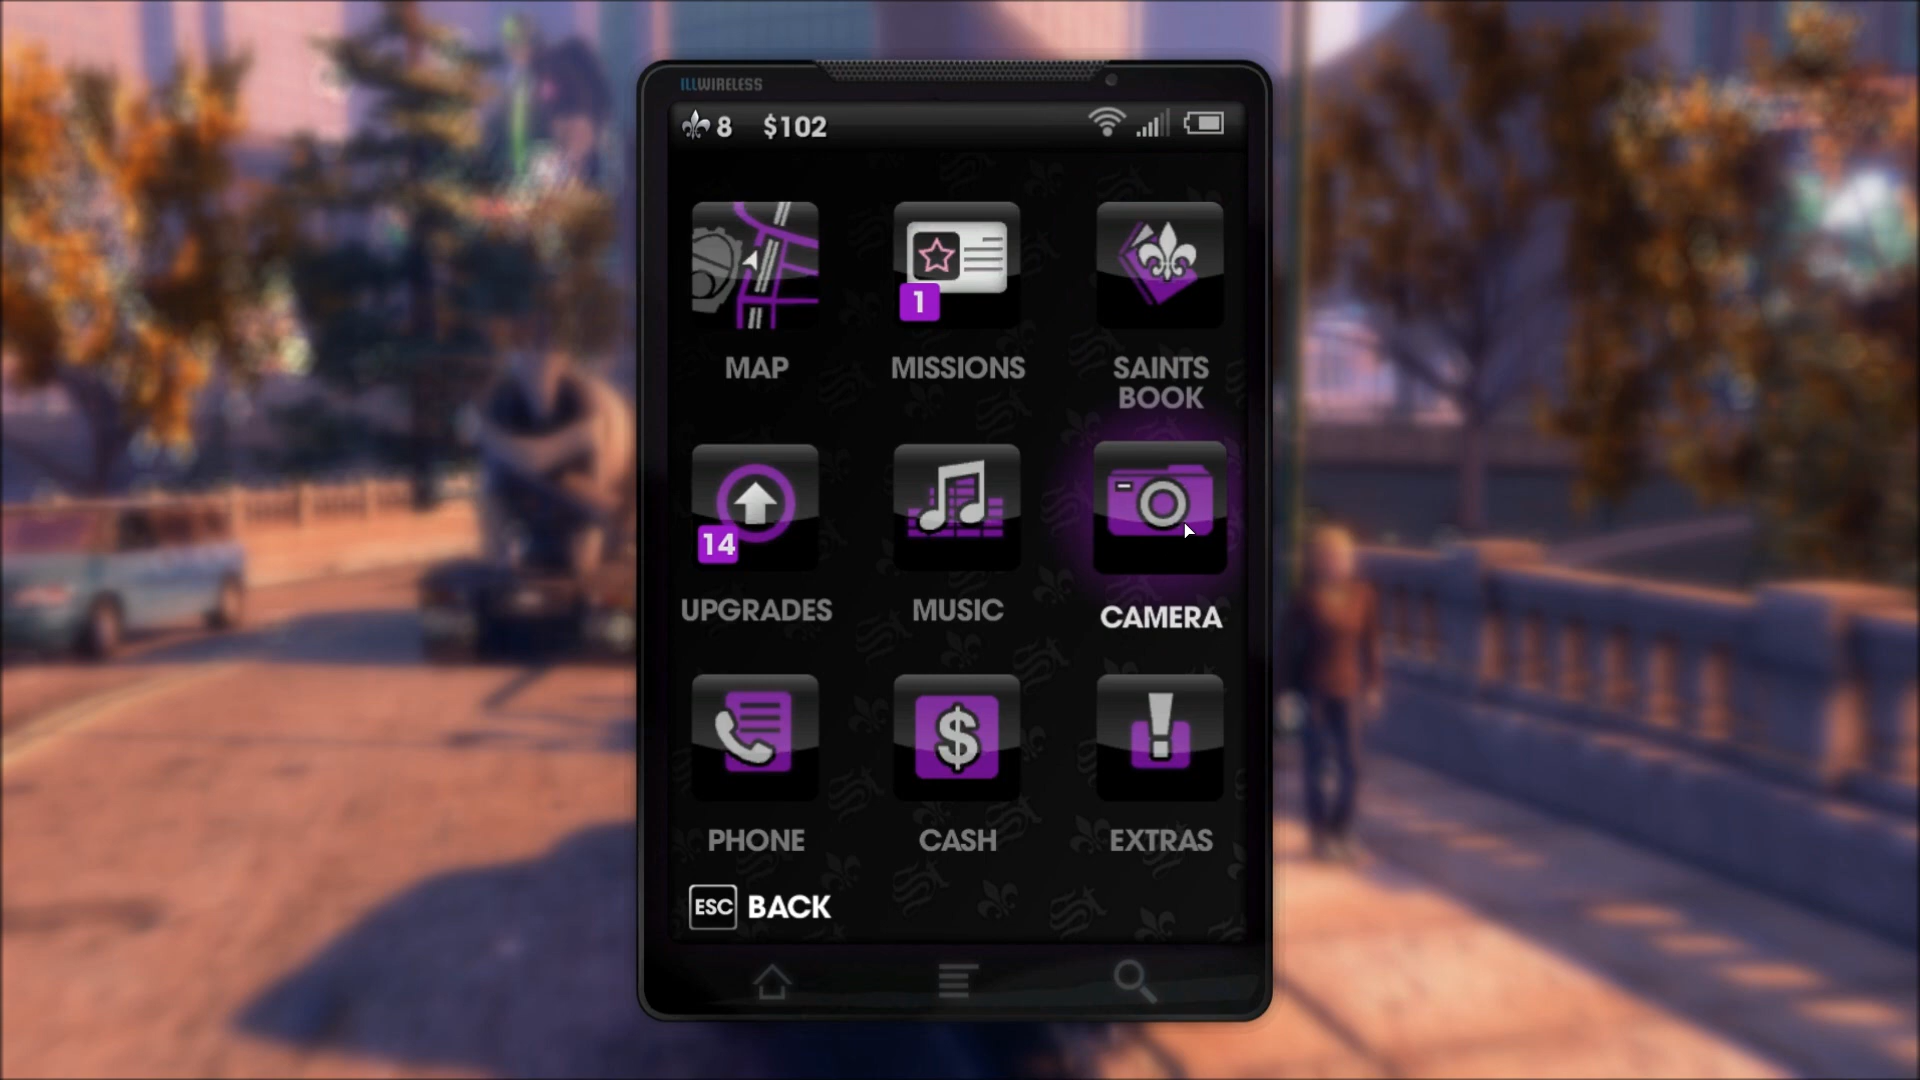 ILLWIRELESS
8 $102
1
MAP MISSIONS SAINTS
BOOK
14
UPGRADES MUSIC CAMERA
$
PHONE CASH EXTRAS
ESC BACK